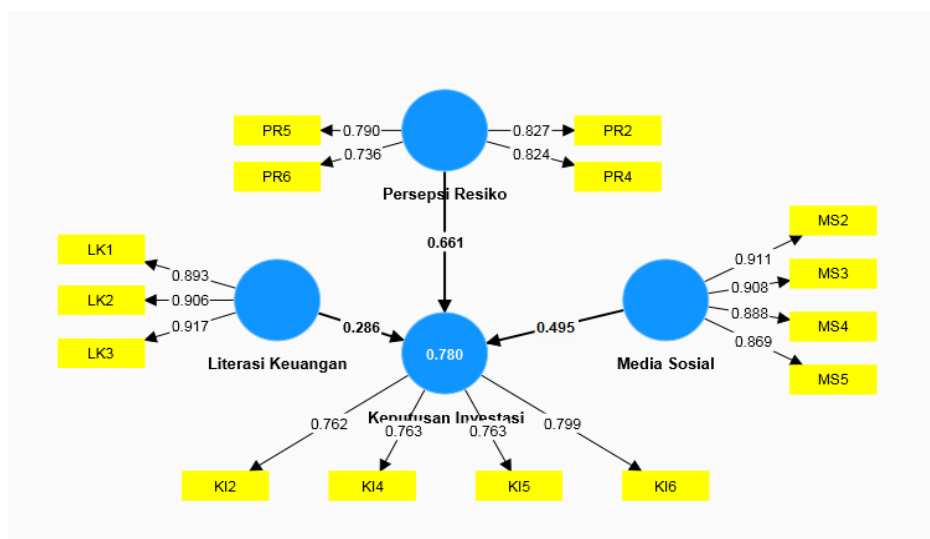 PR5
0.790
0.827
PR2
PR6
0.736
0.824
PR4
Persepsi Resiko
0.661
LK1
0.893
LK2
0.906
LK3
0.917
Literasi Keuangan
0.286
0.780
Keputusan Investasi
0.495
Media Sosial
MS2
0.911
MS3
0.908
MS4
0.888
MS5
0.869
0.762
0.763
0.763
0.799
KI2
KI4
KI5
KI6